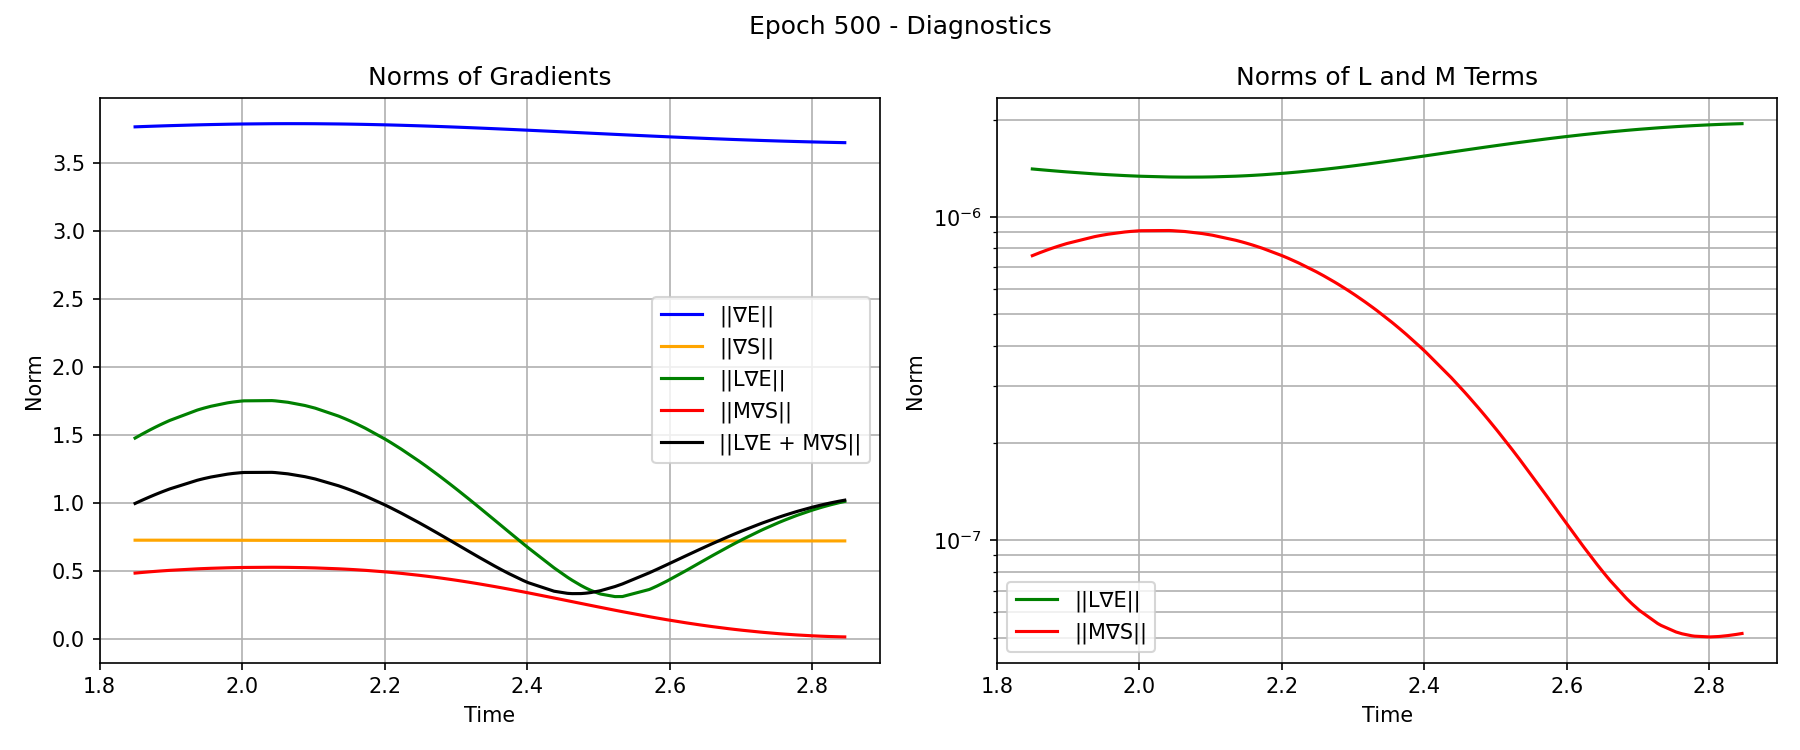 Epoch 500 - Diagnostics
Norms of Gradients
Norm
3.5
3.0
2.5
2.0
1.5
1.0
0.5
0.0
||∇E||
||∇S||
||L∇E||
||M∇S||
||L∇E + M∇S||
1.8 2.0 2.2 2.4 2.6 2.8
Time
Norms of L and M Terms
Norm
10⁻⁶
10⁻⁷
||L∇E||
||M∇S||
1.8 2.0 2.2 2.4 2.6 2.8
Time